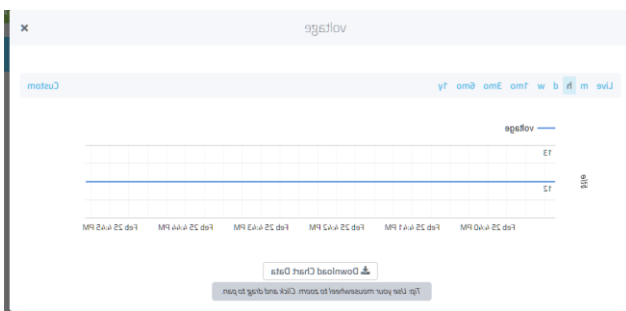 voltage ×
Live m h d w 1mo 3mo 6mo 1y Custom
voltage
13
12
Feb 25 4:40 PM Feb 25 4:41 PM Feb 25 4:42 PM Feb 25 4:43 PM Feb 25 4:44 PM Feb 25 4:45 PM
Download Chart Data
Tip: Use your mousewheel to zoom. Click and drag to pan.